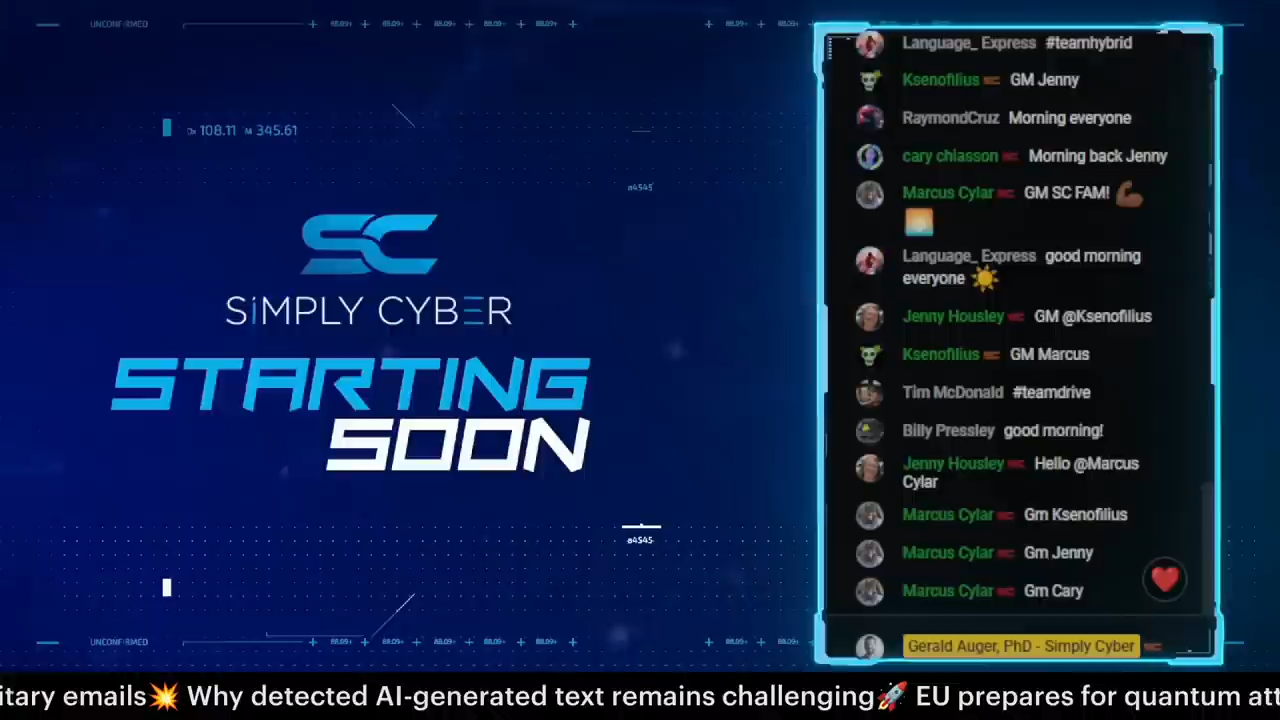 UNCONFIRMED
108.11 M 345.61
SC
SIMPLY CYBER
STARTING
SOON
UNCONFIRMED
Language_ Express #teamhybrid
Ksenofilius GM Jenny
RaymondCruz Morning everyone
cary chiasson Morning back Jenny
Marcus Cylar GM SC FAM! 💪🏾
🌅
Language_ Express good morning
everyone ☀️
Jenny Housley GM @Ksenofilius
Ksenofilius GM Marcus
Tim McDonald #teamdrive
Billy Pressley good morning!
Jenny Housley Hello @Marcus
Cylar
Marcus Cylar Gm Ksenofilius
Marcus Cylar Gm Jenny
Marcus Cylar Gm Cary
Gerald Auger, PhD - Simply Cyber
itary emails💥 Why detected AI-generated text remains challenging🚀 EU prepares for quantum att